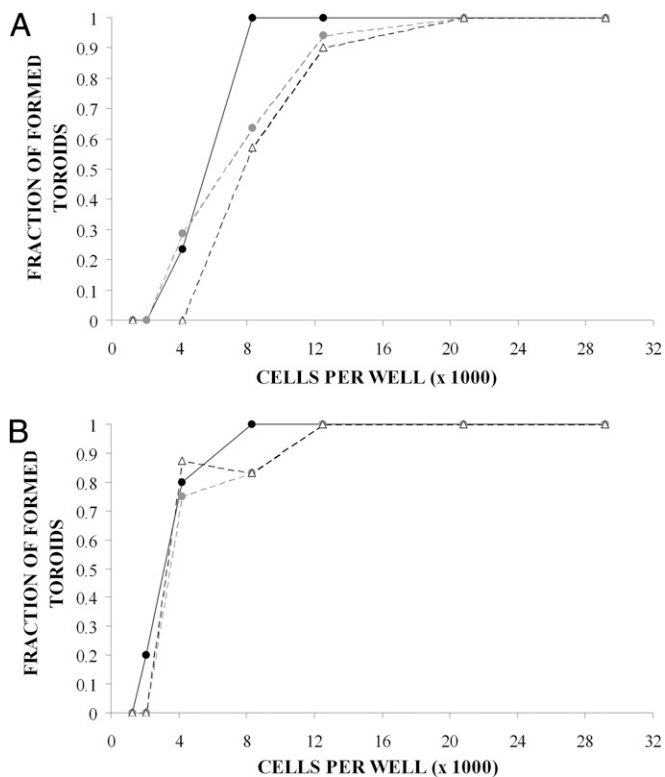 A
1
0.9
0.8
0.7
0.6
0.5
0.4
0.3
0.2
0.1
0
FRACTION OF FORMED
TOROIDS
0 4 8 12 16 20 24 28 32
CELLS PER WELL (x 1000)
B
1
0.9
0.8
0.7
0.6
0.5
0.4
0.3
0.2
0.1
0
FRACTION OF FORMED
TOROIDS
0 4 8 12 16 20 24 28 32
CELLS PER WELL (x 1000)